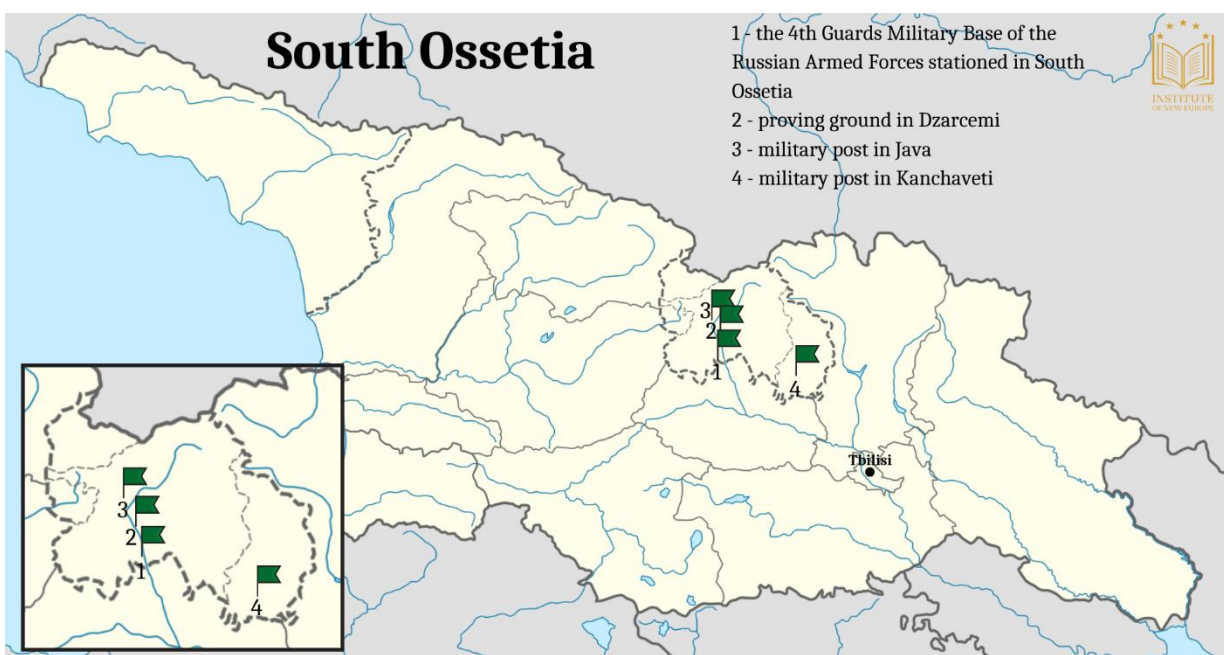 South Ossetia
1 - the 4th Guards Military Base of the
Russian Armed Forces stationed in South
Ossetia
2 - proving ground in Dzarcemi
3 - military post in Java
4 - military post in Kanchaveti
INSTITUTE
OF NEW EUROPE
3
2
1
4
Tbilisi
3
2
1
4